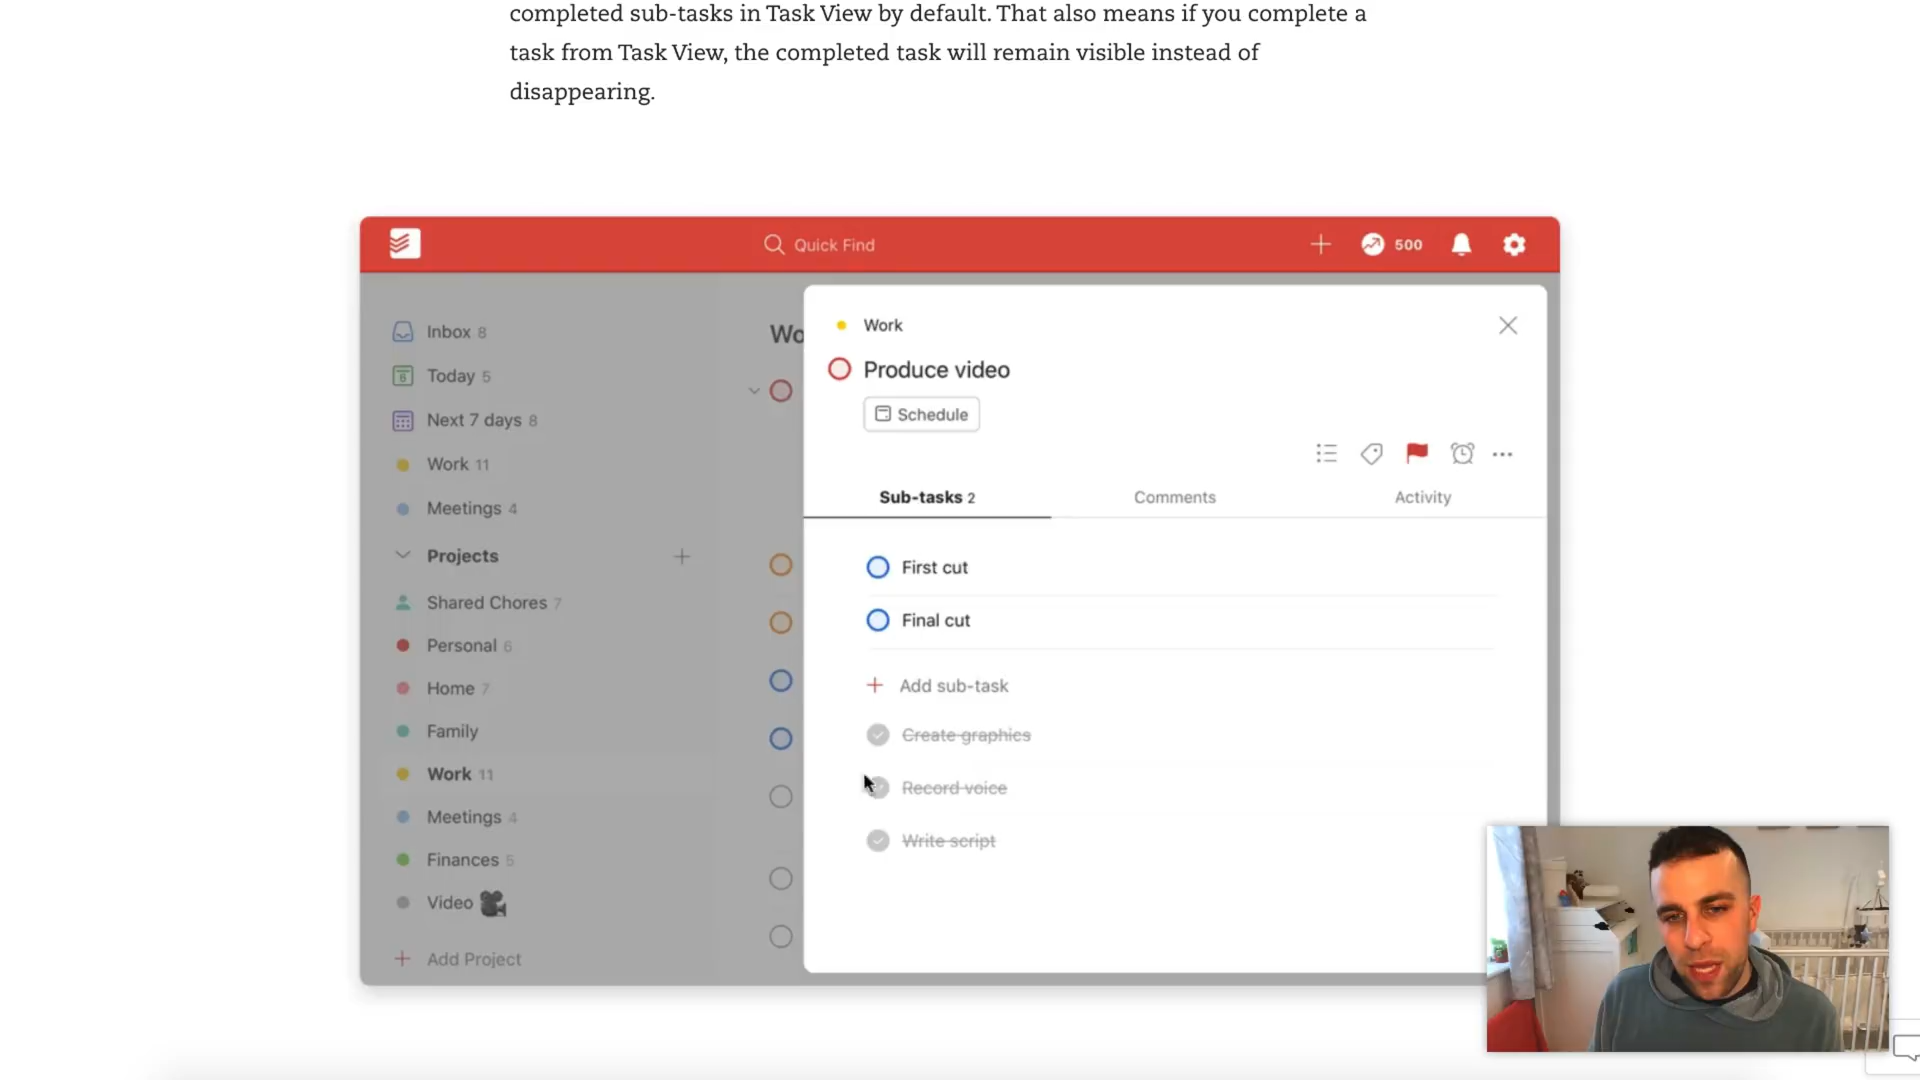 completed sub-tasks in Task View by default. That also means if you complete a
task from Task View, the completed task will remain visible instead of
disappearing.
Quick Find
500
Inbox 8
Today 5
Next 7 days 8
Work 11
Meetings 4
Projects
Shared Chores 7
Personal 6
Home 7
Family
Work 11
Meetings 4
Finances 5
Video
Add Project
Wo
Work
Produce video
Schedule
Sub-tasks 2
Comments
Activity
First cut
Final cut
Add sub-task
Create graphics
Record voice
Write script